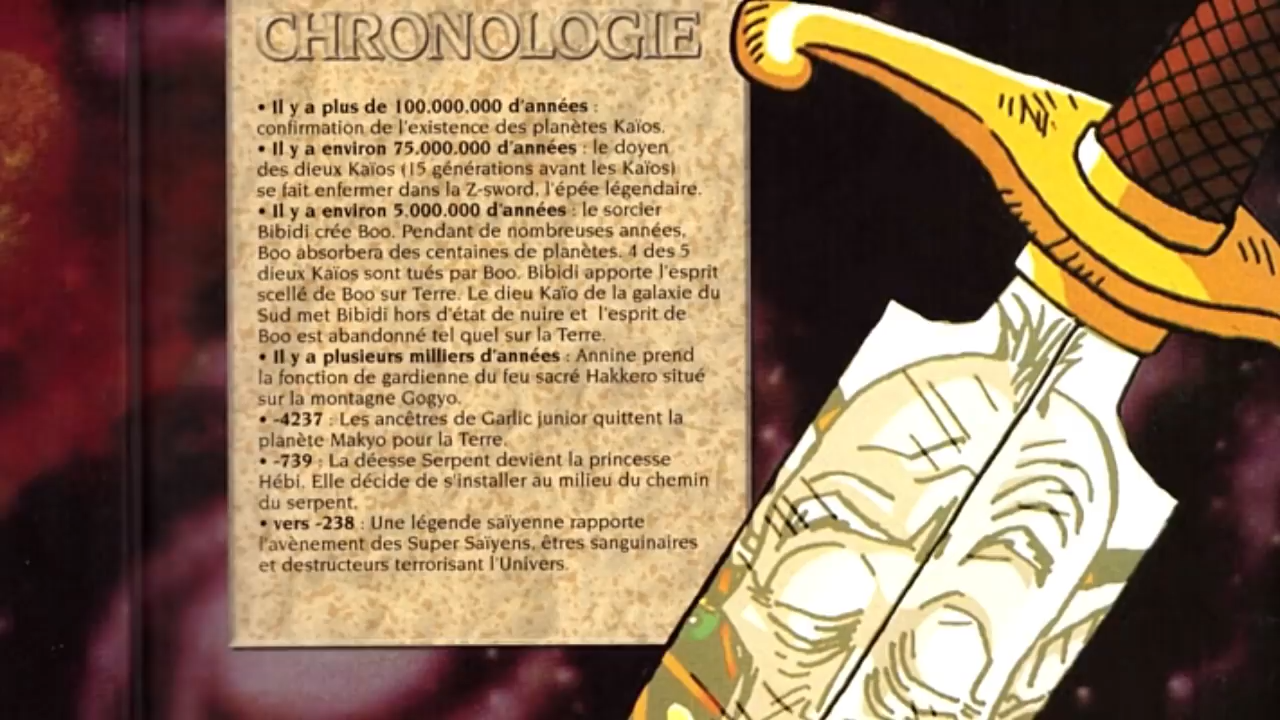 CHRONOLOGIE
• Il y a plus de 100.000.000 d'années :
confirmation de l'existence des planètes Kaïos.
• Il y a environ 75.000.000 d'années : le doyen
des dieux Kaïos (15 générations avant les Kaïos)
se fait enfermer dans la Z-sword, l'épée légendaire.
• Il y a environ 5.000.000 d'années : le sorcier
Bibidi crée Boo. Pendant de nombreuses années,
Boo absorbera des centaines de planètes. 4 des 5
dieux Kaïos sont tués par Boo. Bibidi apporte l'esprit
scellé de Boo sur Terre. Le dieu Kaïo de la galaxie du
Sud met Bibidi hors d'état de nuire et l'esprit de
Boo est abandonné tel quel sur la Terre.
• Il y a plusieurs milliers d'années : Annine prend
la fonction de gardienne du feu sacré Hakkero situé
sur la montagne Gogyo.
• -4237 : Les ancêtres de Garlic junior quittent la
planète Makyo pour la Terre.
• -739 : La déesse Serpent devient la princesse
Hébi. Elle décide de s'installer au milieu du chemin
du serpent.
• vers -238 : Une légende saïyenne rapporte
l'avènement des Super Saïyens, êtres sanguinaires
et destructeurs terrorisant l'Univers.